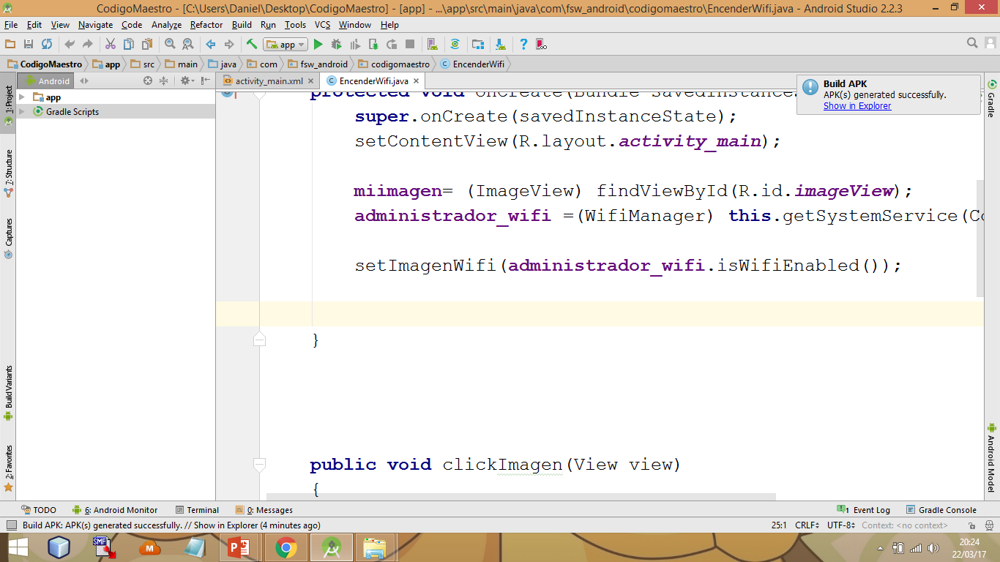 CodigoMaestro - [C:\Users\Daniel\Desktop\CodigoMaestro] - [app] - ...\app\src\main\java\com\fsw_android\codigomaestro\EncenderWifi.java - Android Studio 2.2.3
File Edit View Navigate Code Analyze Refactor Build Run Tools VCS Window Help
app
CodigoMaestro app src main java com fsw_android codigomaestro EncenderWifi
Android
activity_main.xml
EncenderWifi.java
Build APK
APK(s) generated successfully.
Show in Explorer
1: Project
7: Structure
Captures
Build Variants
2: Favorites
app
Gradle Scripts
protected void onCreate(Bundle savedInstance
super.onCreate(savedInstanceState);
setContentView(R.layout.activity_main);
miimagen= (ImageView) findViewById(R.id.imageView);
administrador_wifi =(WifiManager) this.getSystemService(Co
setImagenWifi(administrador_wifi.isWifiEnabled());
}
public void clickImagen(View view)
{
Gradle
Android Model
TODO 6: Android Monitor Terminal 0: Messages
1 Event Log Gradle Console
Build APK: APK(s) generated successfully. // Show in Explorer (4 minutes ago)
25:1 CRLF UTF-8 Context: <no context>
SMF
M
P
20:24
22/03/17